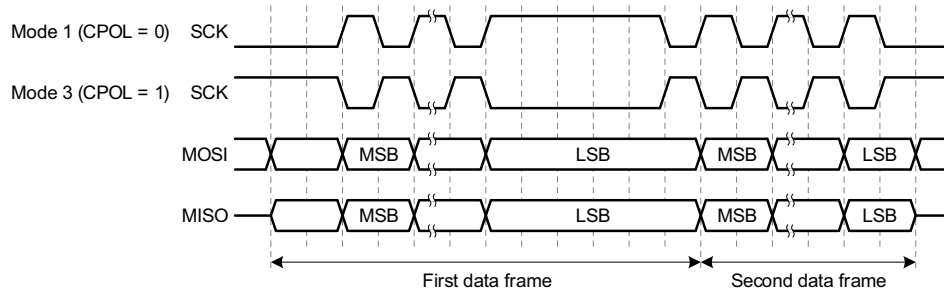 Mode 1 (CPOL = 0) SCK
Mode 3 (CPOL = 1) SCK
MOSI MSB LSB MSB LSB
MISO MSB LSB MSB LSB
First data frame Second data frame